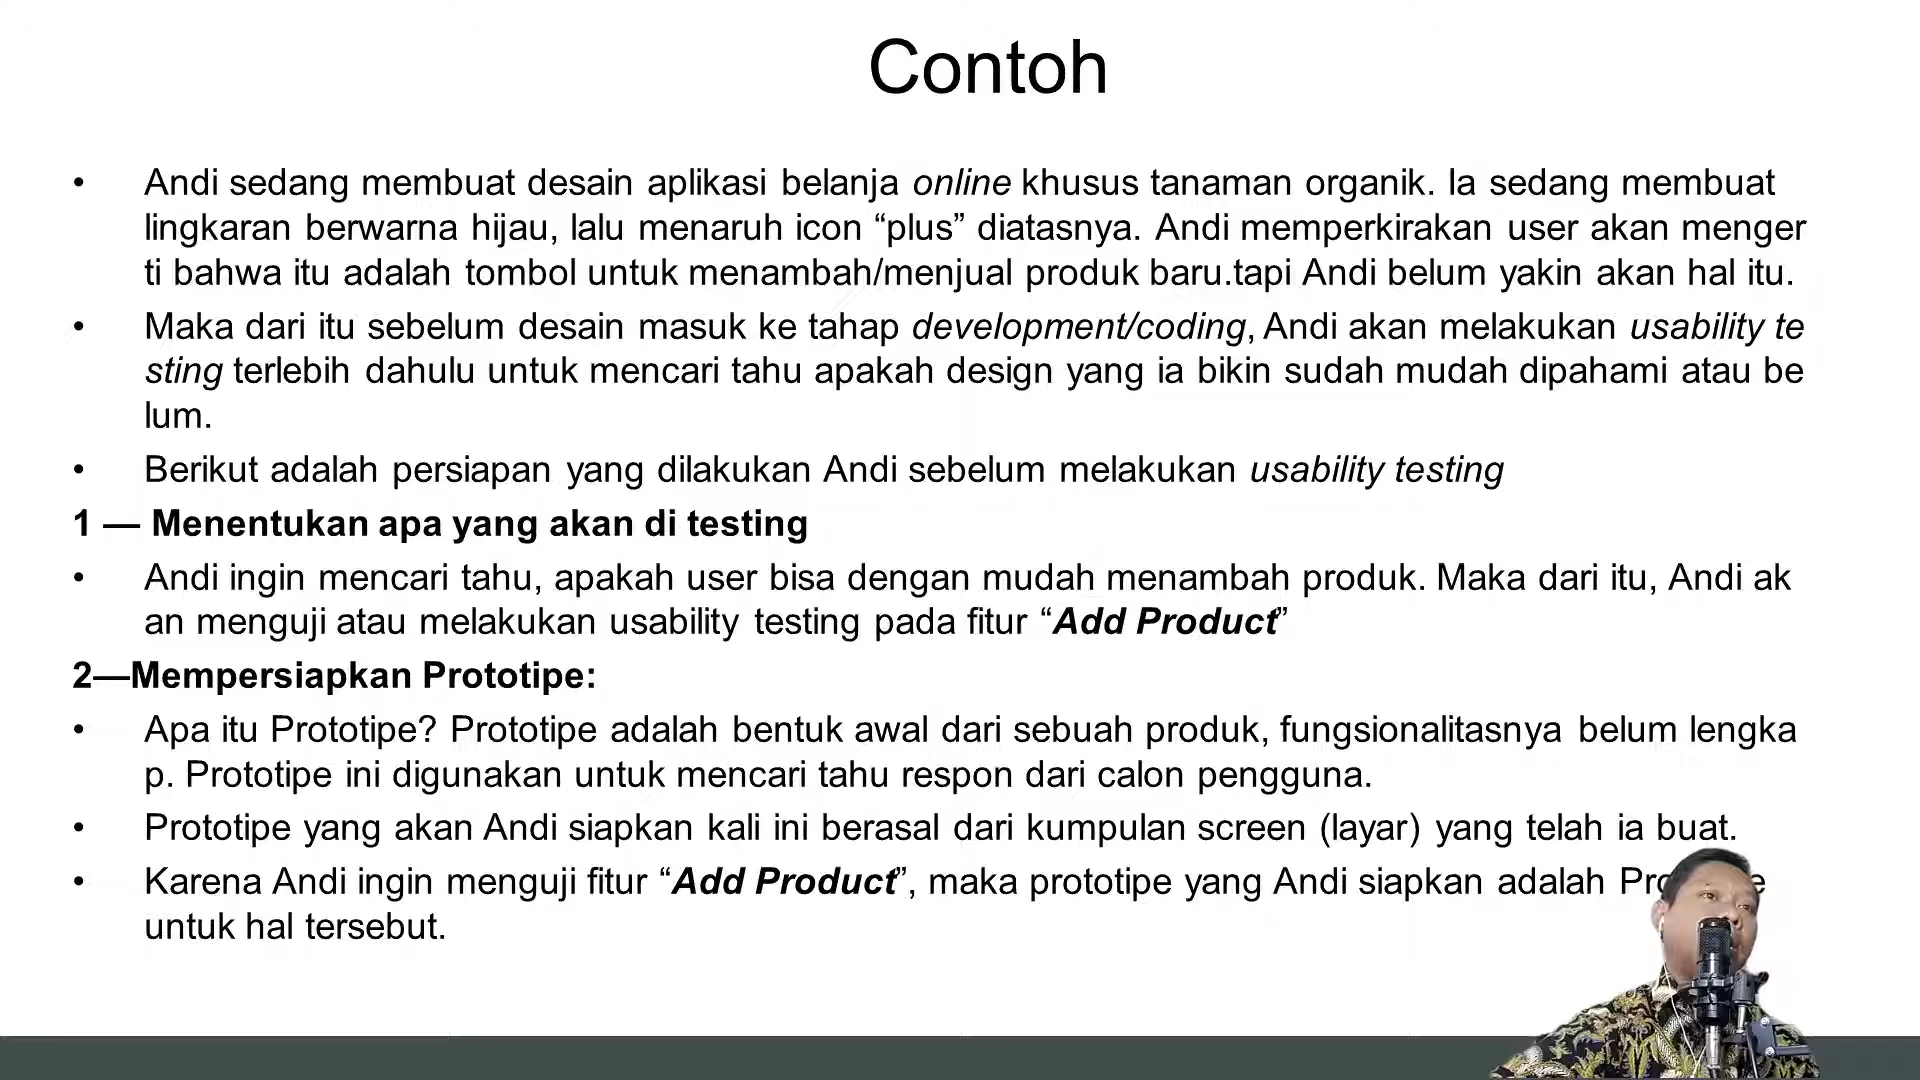 Contoh
• Andi sedang membuat desain aplikasi belanja online khusus tanaman organik. Ia sedang membuat
lingkaran berwarna hijau, lalu menaruh icon “plus” diatasnya. Andi memperkirakan user akan menger
ti bahwa itu adalah tombol untuk menambah/menjual produk baru.tapi Andi belum yakin akan hal itu.
• Maka dari itu sebelum desain masuk ke tahap development/coding, Andi akan melakukan usability te
sting terlebih dahulu untuk mencari tahu apakah design yang ia bikin sudah mudah dipahami atau be
lum.
• Berikut adalah persiapan yang dilakukan Andi sebelum melakukan usability testing
1 — Menentukan apa yang akan di testing
• Andi ingin mencari tahu, apakah user bisa dengan mudah menambah produk. Maka dari itu, Andi ak
an menguji atau melakukan usability testing pada fitur “Add Product”
2—Mempersiapkan Prototipe:
• Apa itu Prototipe? Prototipe adalah bentuk awal dari sebuah produk, fungsionalitasnya belum lengka
p. Prototipe ini digunakan untuk mencari tahu respon dari calon pengguna.
• Prototipe yang akan Andi siapkan kali ini berasal dari kumpulan screen (layar) yang telah ia buat.
• Karena Andi ingin menguji fitur “Add Product”, maka prototipe yang Andi siapkan adalah
untuk hal tersebut.